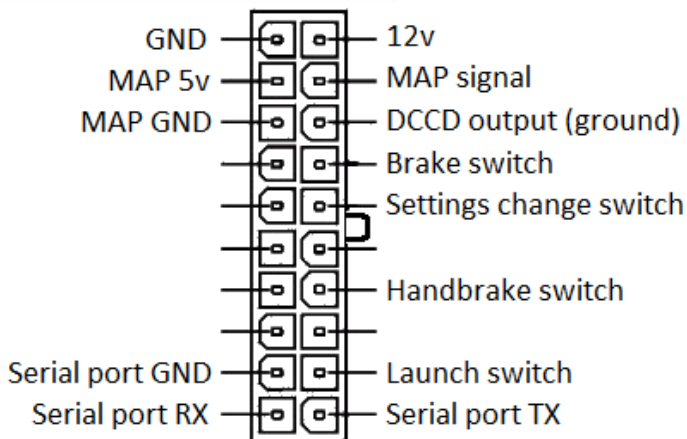 GND 12v
MAP 5v MAP signal
MAP GND DCCD output (ground)
Brake switch
Settings change switch
Handbrake switch
Serial port GND Launch switch
Serial port RX Serial port TX